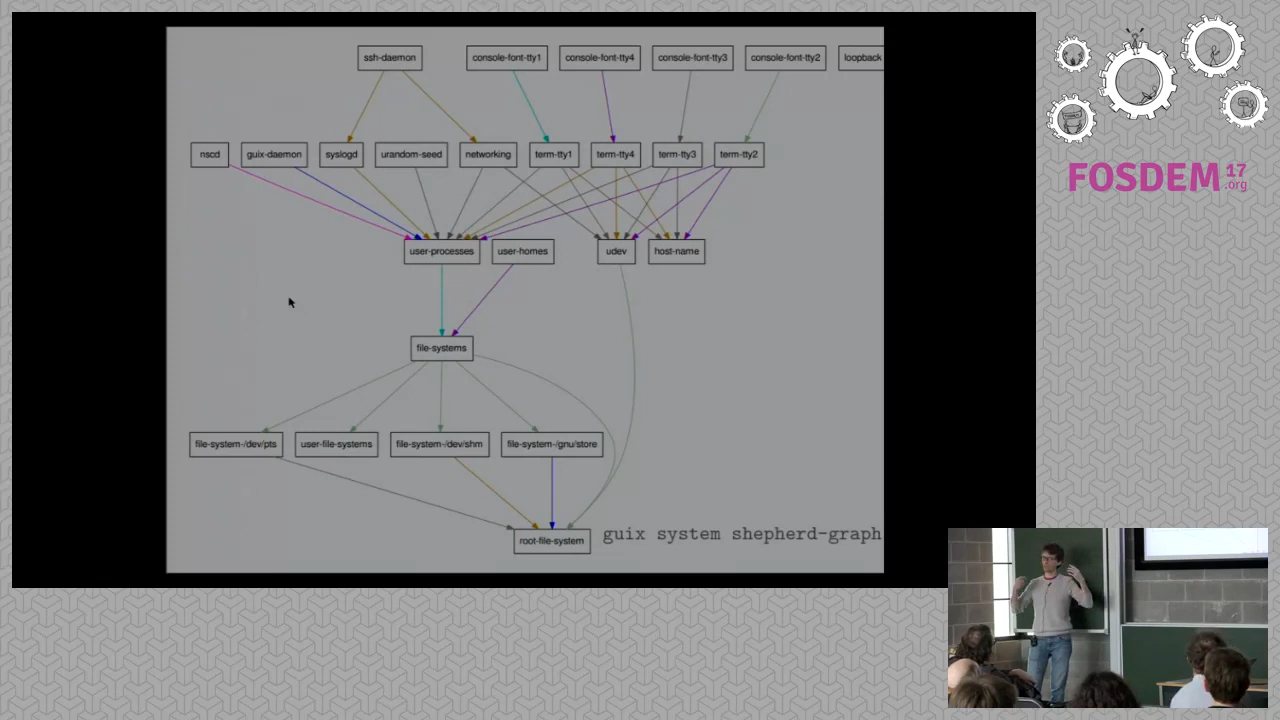 ssh-daemon console-font-tty1 console-font-tty4 console-font-tty3 console-font-tty2 loopback
nscd guix-daemon syslogd urandom-seed networking term-tty1 term-tty4 term-tty3 term-tty2
user-processes user-homes udev host-name
file-systems
file-system-/dev/pts user-file-systems file-system-/dev/shm file-system-/gnu/store
root-file-system
guix system shepherd-graph
FOSDEM 17
.org